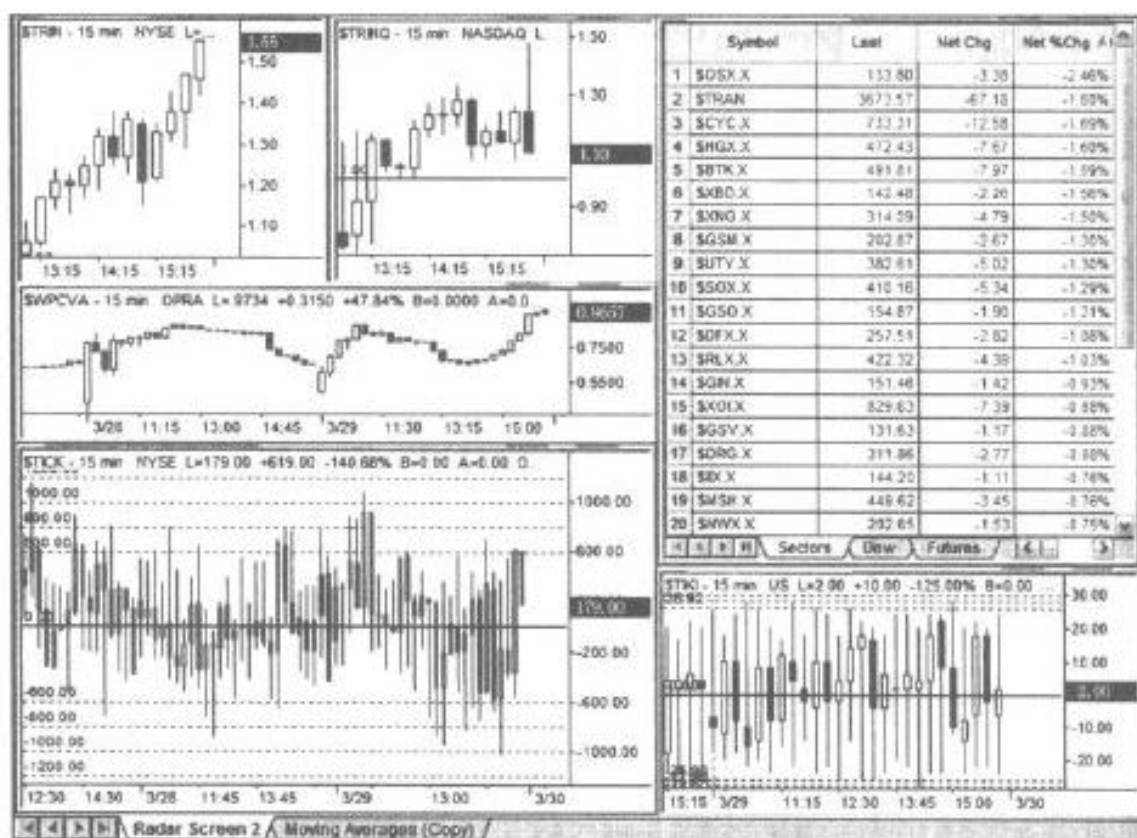 $TRIN - 15 min NYSE L=...
1.50
1.40
1.30
1.20
1.10
13:15 14:15 15:15
$TRINQ - 15 min NASDAQ L
1.50
1.30
0.90
13:15 14:15 15:15
$WPCVA - 15 min OPRA L=.9734 +0.3150 +47.84% B=0.0000 A=0.0...
0.7500
0.5500
3/28 11:15 13:00 14:45 3/29 11:30 13:15 15:00
$TICK - 15 min NYSE L=179.00 +619.00 -140.68% B=0.00 A=0.00 O...
1000.00
600.00
179.00
-200.00
-600.00
-1000.00
1000.00
-800.00
-1000.00
-1200.00
12:30 14:30 3/28 11:45 13:45 3/29 13:00 3/30
Symbol Last Net Chg Net %Chg
1 $OSX.X 133.80 -3.38 -2.46%
2 $TRAN 3673.57 -67.18 -1.80%
3 $CYC.X 733.31 -12.58 -1.69%
4 $HGX.X 472.43 -7.67 -1.60%
5 $BTK.X 491.81 -7.97 -1.59%
6 $XBD.X 142.48 -2.26 -1.56%
7 $XNG.X 314.59 -4.79 -1.50%
8 $GSM.X 202.87 -2.67 -1.30%
9 $UTY.X 382.61 -5.02 -1.30%
10 $SOX.X 410.16 -5.34 -1.29%
11 $GSO.X 154.87 -1.90 -1.21%
12 $DFX.X 257.51 -2.82 -1.08%
13 $RLX.X 422.32 -4.38 -1.03%
14 $GIN.X 151.46 -1.42 -0.93%
15 $XOI.X 829.63 -7.39 -0.88%
16 $GSV.X 131.63 -1.17 -0.88%
17 $DRG.X 311.86 -2.77 -0.88%
18 $IIX.X 144.20 -1.11 -0.76%
19 $MSH.X 449.62 -3.45 -0.76%
20 $NWX.X 202.65 -1.53 -0.75%
Sectors Dow Futures
$TIKI - 15 min US L=2.00 +10.00 -125.00% B=0.00
30.00
20.00
10.00
-10.00
-20.00
15:15 3/29 11:15 12:30 13:45 15:00 3/30
Radar Screen 2 Moving Averages (Copy)